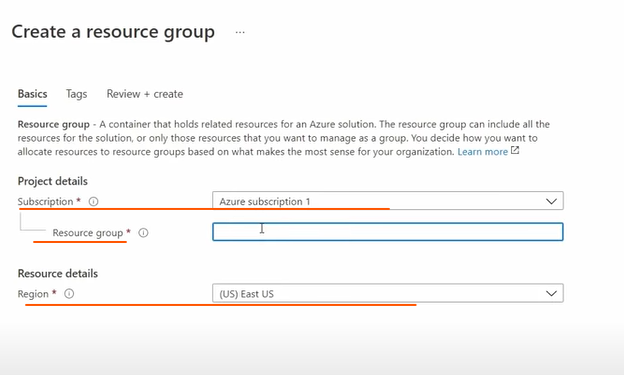 Create a resource group ...
Basics Tags Review + create
Resource group - A container that holds related resources for an Azure solution. The resource group can include all the
resources for the solution, or only those resources that you want to manage as a group. You decide how you want to
allocate resources to resource groups based on what makes the most sense for your organization. Learn more
Project details
Subscription * Azure subscription 1
Resource group *
Resource details
Region * (US) East US